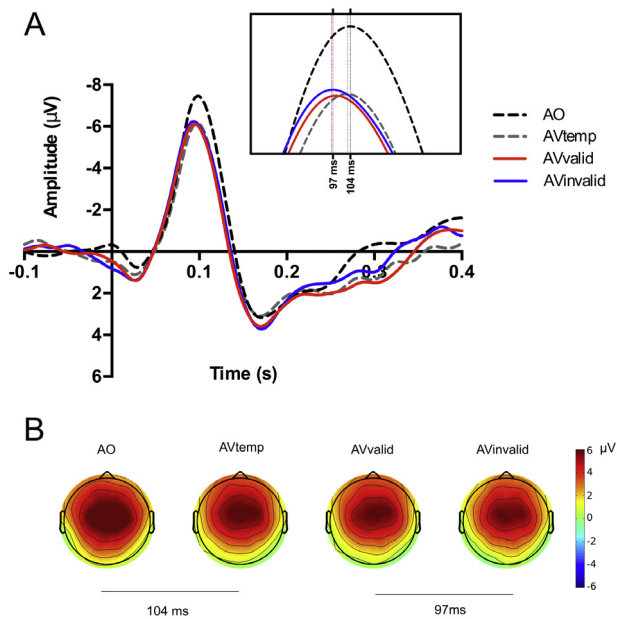 A
97 ms
104 ms
Amplitude (µV)
-8
-6
-4
-2
2
4
6
-0.1
0.1
0.2
0.4
Time (s)
AO
AVtemp
AVvalid
AVinvalid
B
AO
AVtemp
AVvalid
AVinvalid
µV
6
4
2
0
-2
-4
-6
104 ms
97ms